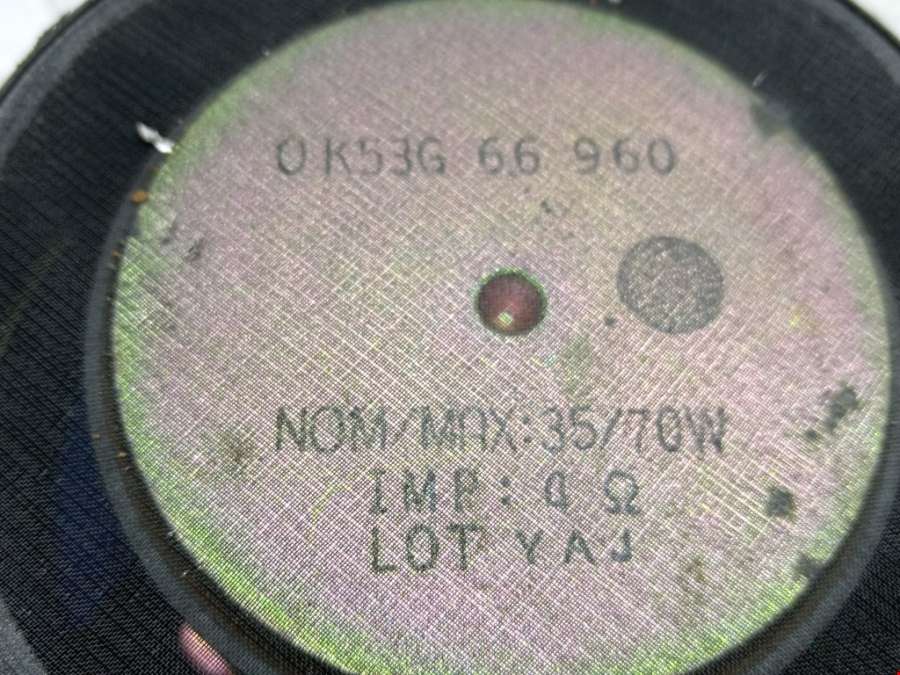 0K53G 66 960
NOM/MAX:35/70W
IMP: 4 Ω
LOT YAJ